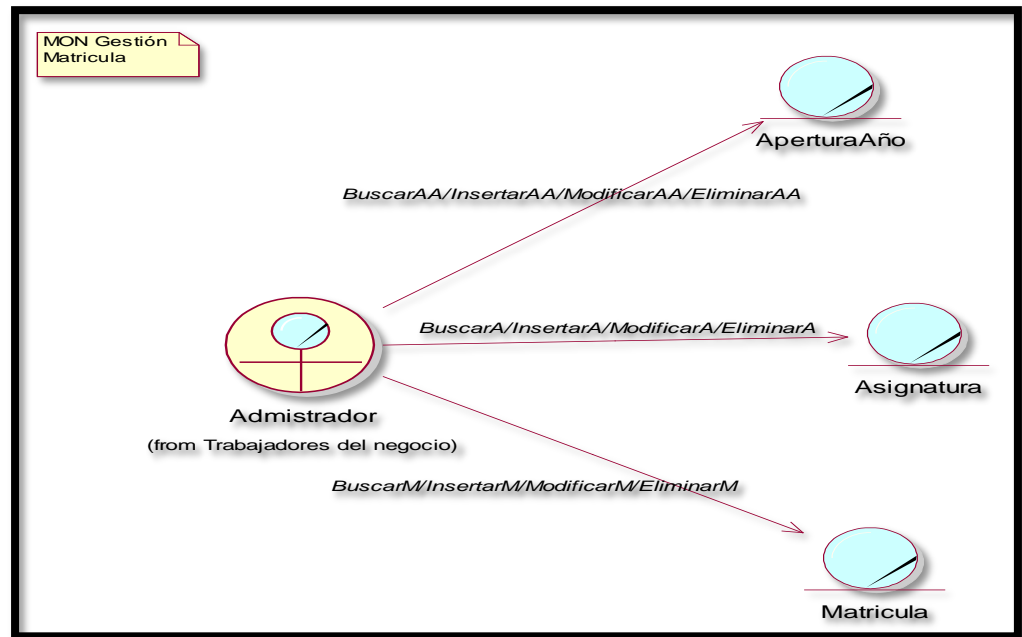 MON Gestión
Matricula
AperturaAño
BuscarAA/InsertarAA/ModificarAA/EliminarAA
BuscarA/InsertarA/ModificarA/EliminarA
Asignatura
Admistrador
(from Trabajadores del negocio)
BuscarM/InsertarM/ModificarM/EliminarM
Matricula